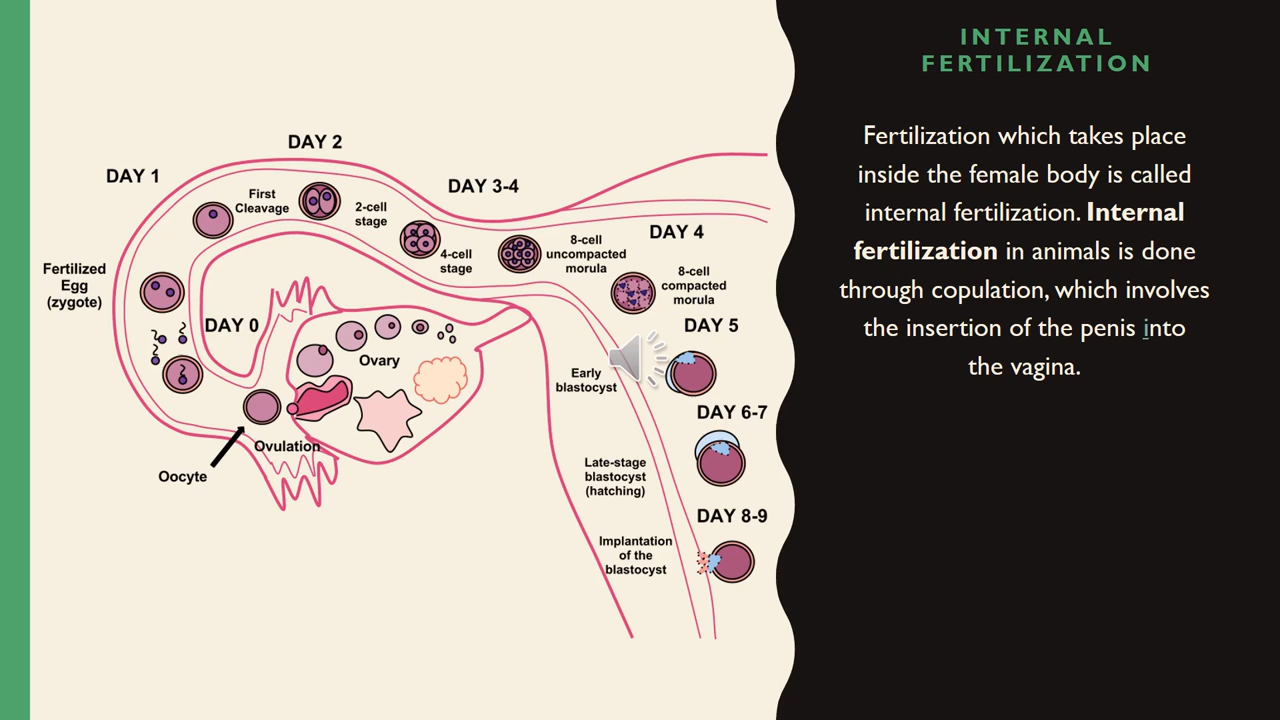 DAY 2
DAY 1
First
Cleavage
2-cell
stage
4-cell
stage
DAY 3-4
8-cell
uncompacted
morula
DAY 4
8-cell
compacted
morula
Fertilized
Egg
(zygote)
DAY 0
Ovary
Ovulation
Oocyte
DAY 5
Early
blastocyst
DAY 6-7
Late-stage
blastocyst
(hatching)
DAY 8-9
Implantation
of the
blastocyst
INTERNAL
FERTILIZATION
Fertilization which takes place
inside the female body is called
internal fertilization. Internal
fertilization in animals is done
through copulation, which involves
the insertion of the penis into
the vagina.